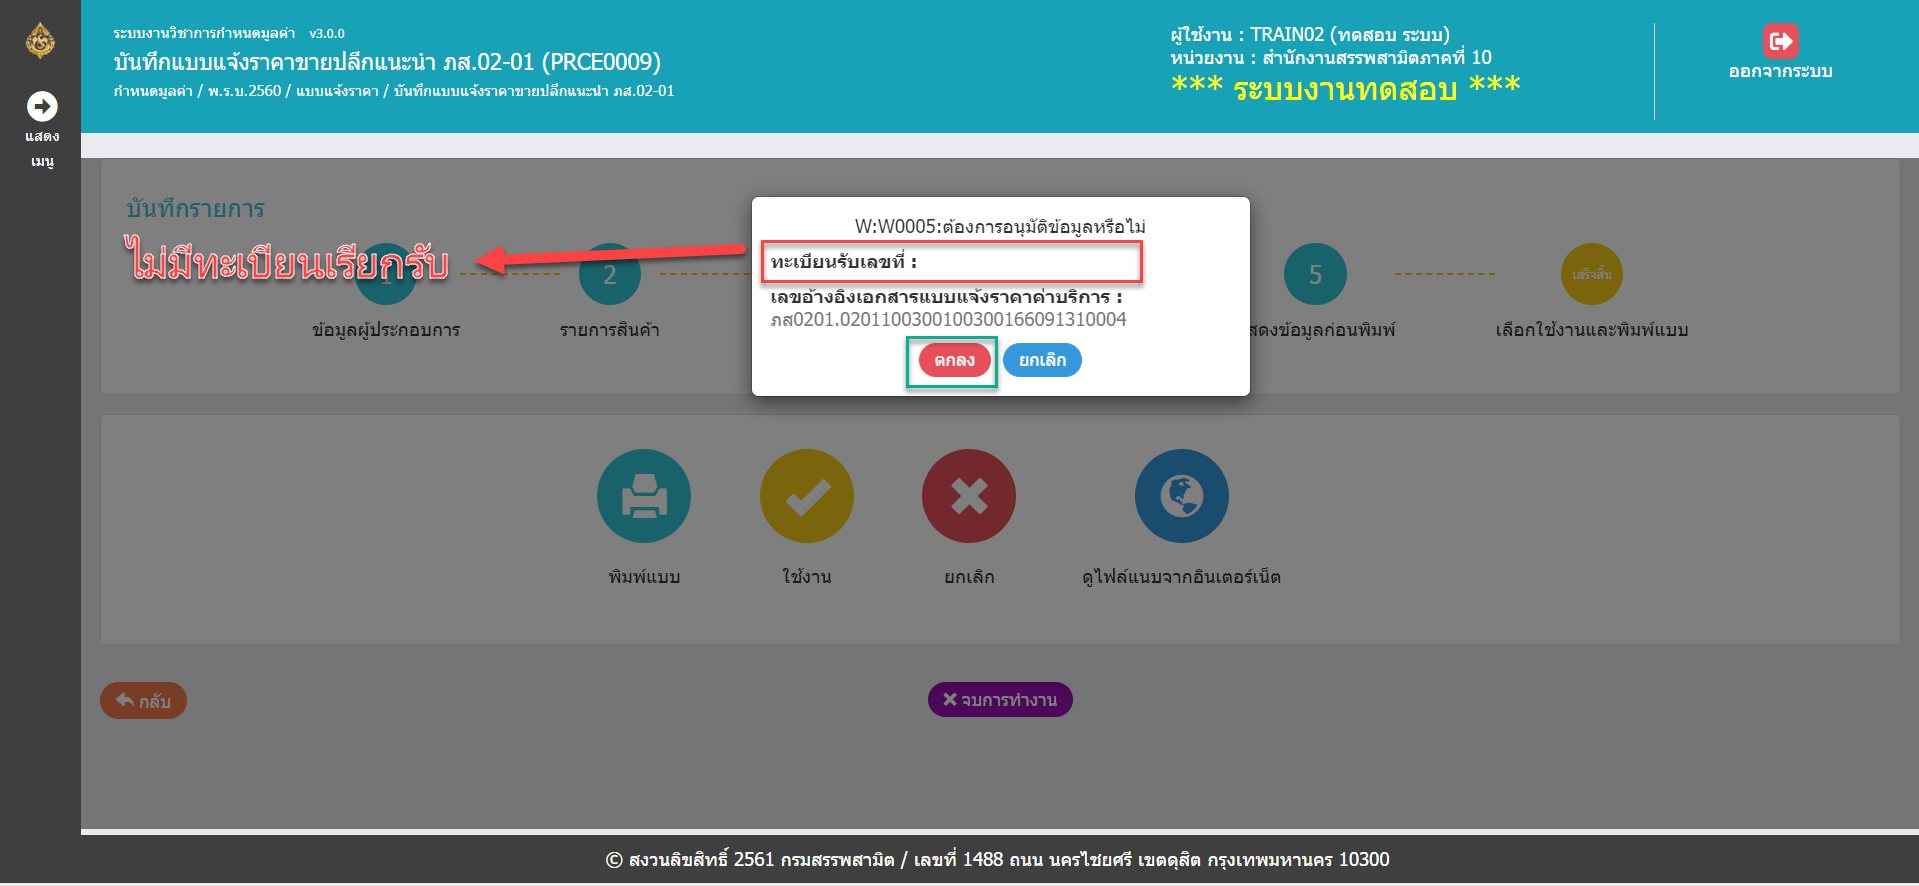 ระบบงานวิชาการกำหนดมูลค่า v3.0.0
บันทึกแบบแจ้งราคาขายปลีกแนะนำ ภส.02-01 (PRCE0009)
กำหนดมูลค่า / พ.ร.บ.2560 / แบบแจ้งราคา / บันทึกแบบแจ้งราคาขายปลีกแนะนำ ภส.02-01
ผู้ใช้งาน : TRAIN02 (ทดสอบ ระบบ)
หน่วยงาน : สำนักงานสรรพสามิตภาคที่ 10
*** ระบบงานทดสอบ ***
ออกจากระบบ
แสดง
เมนู
บันทึกรายการ
ไม่มีทะเบียนเรียกรับ
1
2
5
เสร็จสิ้น
ข้อมูลผู้ประกอบการ
รายการสินค้า
สดงข้อมูลก่อนพิมพ์
เลือกใช้งานและพิมพ์แบบ
W:W0005:ต้องการอนุมัติข้อมูลหรือไม่
ทะเบียนรับเลขที่ :
เลขอ้างอิงเอกสารแบบแจ้งราคาค่าบริการ :
ภส0201.02011003001003001660913​10004
ตกลง
ยกเลิก
พิมพ์แบบ
ใช้งาน
ยกเลิก
ดูไฟล์แนบจากอินเตอร์เน็ต
กลับ
จบการทำงาน
© สงวนลิขสิทธิ์ 2561 กรมสรรพสามิต / เลขที่ 1488 ถนน นครไชยศรี เขตดุสิต กรุงเทพมหานคร 10300